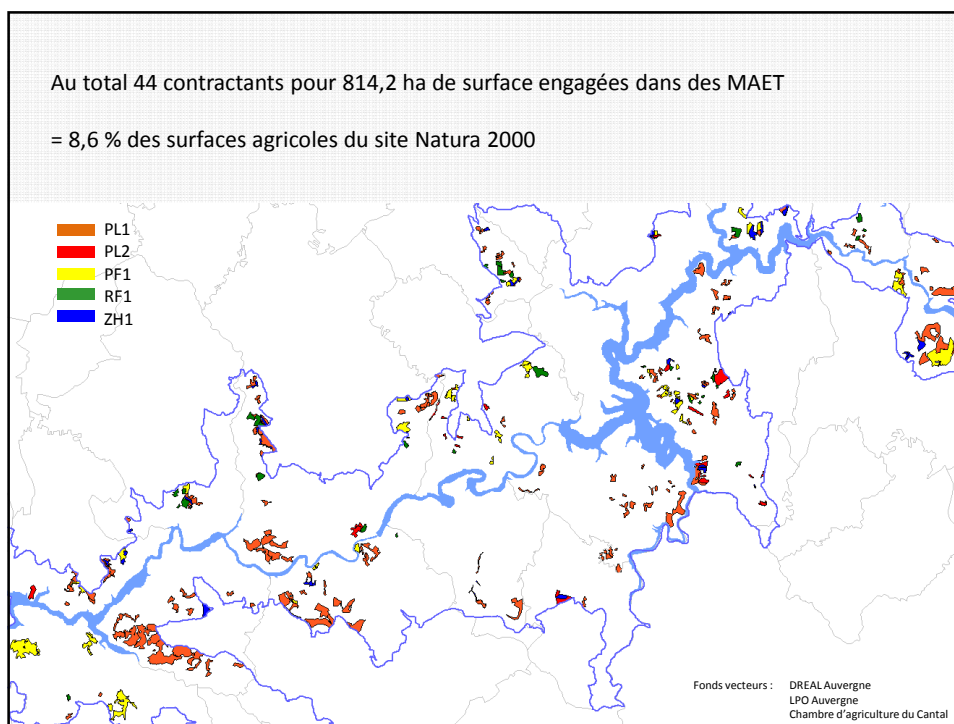 Au total 44 contractants pour 814,2 ha de surface engagées dans des MAET
= 8,6 % des surfaces agricoles du site Natura 2000
PL1
PL2
PF1
RF1
ZH1
Fonds vecteurs : DREAL Auvergne
LPO Auvergne
Chambre d'agriculture du Cantal